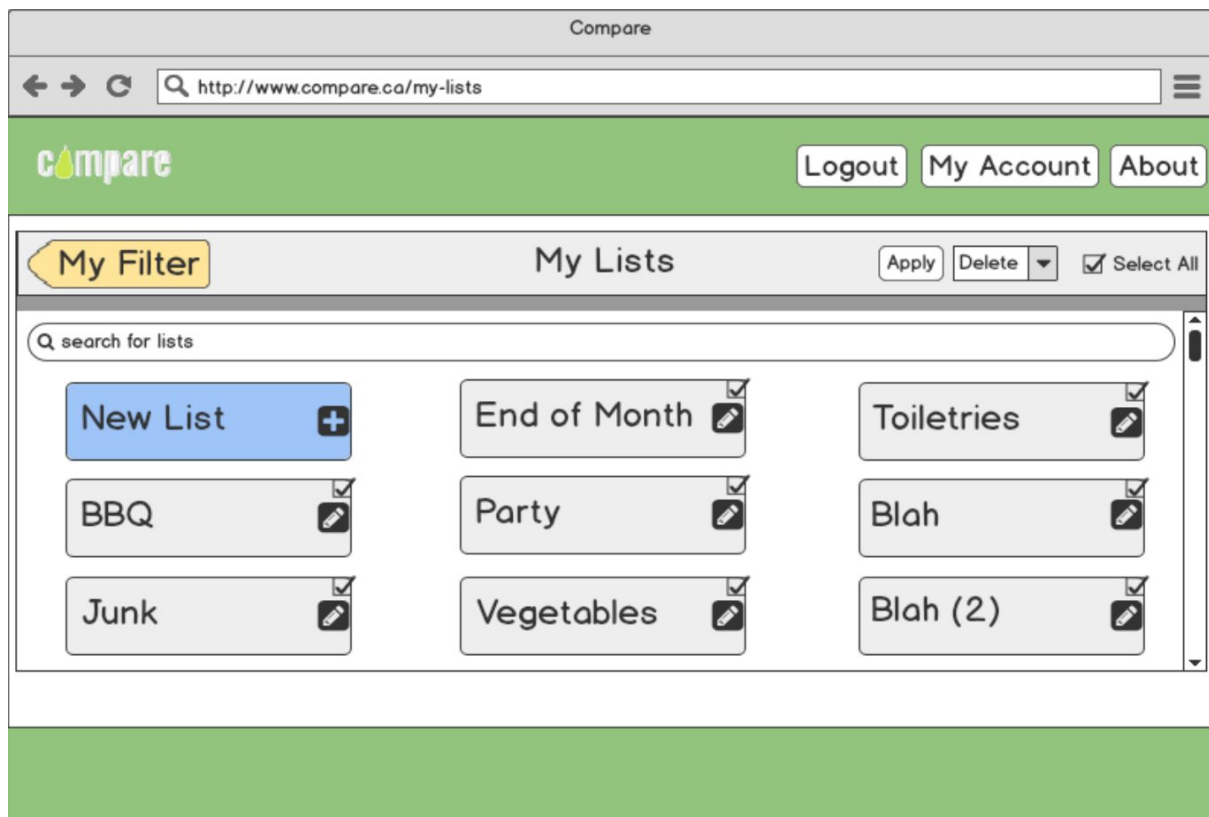 Compare
http://www.compare.ca/my-lists
compare
Logout My Account About
My Filter My Lists Apply Delete Select All
search for lists
New List End of Month Toiletries
BBQ Party Blah
Junk Vegetables Blah (2)